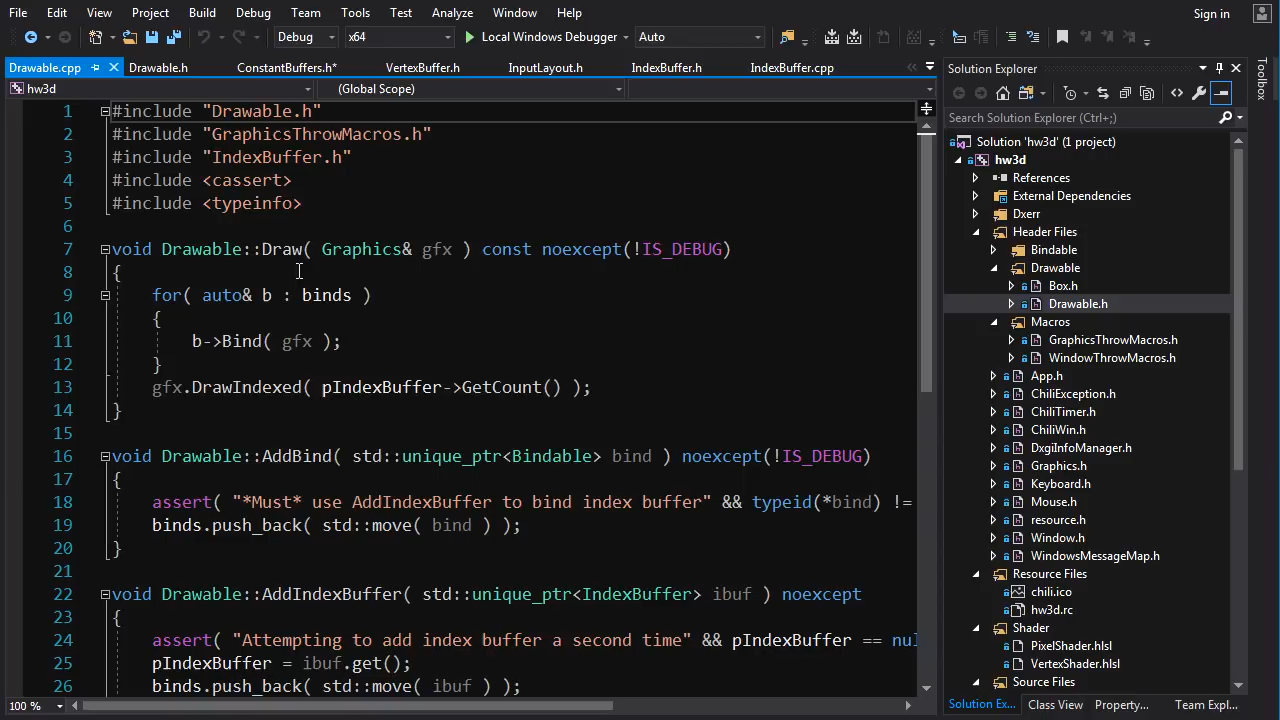 File Edit View Project Build Debug Team Tools Test Analyze Window Help Sign in
Debug x64 Local Windows Debugger Auto
Drawable.cpp Drawable.h ConstantBuffers.h* VertexBuffer.h InputLayout.h IndexBuffer.h IndexBuffer.cpp
hw3d (Global Scope)
1 #include "Drawable.h"
2 #include "GraphicsThrowMacros.h"
3 #include "IndexBuffer.h"
4 #include <cassert>
5 #include <typeinfo>
6
7 void Drawable::Draw( Graphics& gfx ) const noexcept(!IS_DEBUG)
8 {
9 for( auto& b : binds )
10 {
11 b->Bind( gfx );
12 }
13 gfx.DrawIndexed( pIndexBuffer->GetCount() );
14 }
15
16 void Drawable::AddBind( std::unique_ptr<Bindable> bind ) noexcept(!IS_DEBUG)
17 {
18 assert( "*Must* use AddIndexBuffer to bind index buffer" && typeid(*bind) !=
19 binds.push_back( std::move( bind ) );
20 }
21
22 void Drawable::AddIndexBuffer( std::unique_ptr<IndexBuffer> ibuf ) noexcept
23 {
24 assert( "Attempting to add index buffer a second time" && pIndexBuffer == nul
25 pIndexBuffer = ibuf.get();
26 binds.push_back( std::move( ibuf ) );
100 %
Solution Explorer
Search Solution Explorer (Ctrl+;)
Solution 'hw3d' (1 project)
hw3d
References
External Dependencies
Dxerr
Header Files
Bindable
Drawable
Box.h
Drawable.h
Macros
GraphicsThrowMacros.h
WindowThrowMacros.h
App.h
ChiliException.h
ChiliTimer.h
ChiliWin.h
DxgiInfoManager.h
Graphics.h
Keyboard.h
Mouse.h
resource.h
Window.h
WindowsMessageMap.h
Resource Files
chili.ico
hw3d.rc
Shader
PixelShader.hlsl
VertexShader.hlsl
Source Files
Solution Ex... Class View Property... Team Expl...
Toolbox